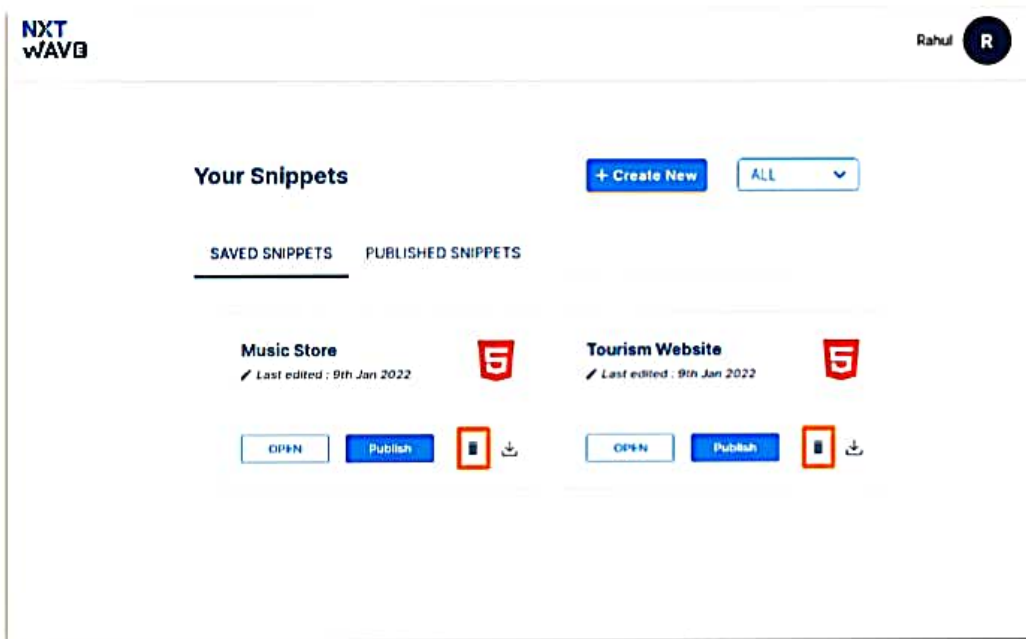 NXT
WAVE
Rahul
R
Your Snippets
+ Create New
ALL
SAVED SNIPPETS
PUBLISHED SNIPPETS
Music Store
Last edited : 9th Jan 2022
OPEN
Publish
Tourism Website
Last edited : 9th Jan 2022
OPEN
Publish